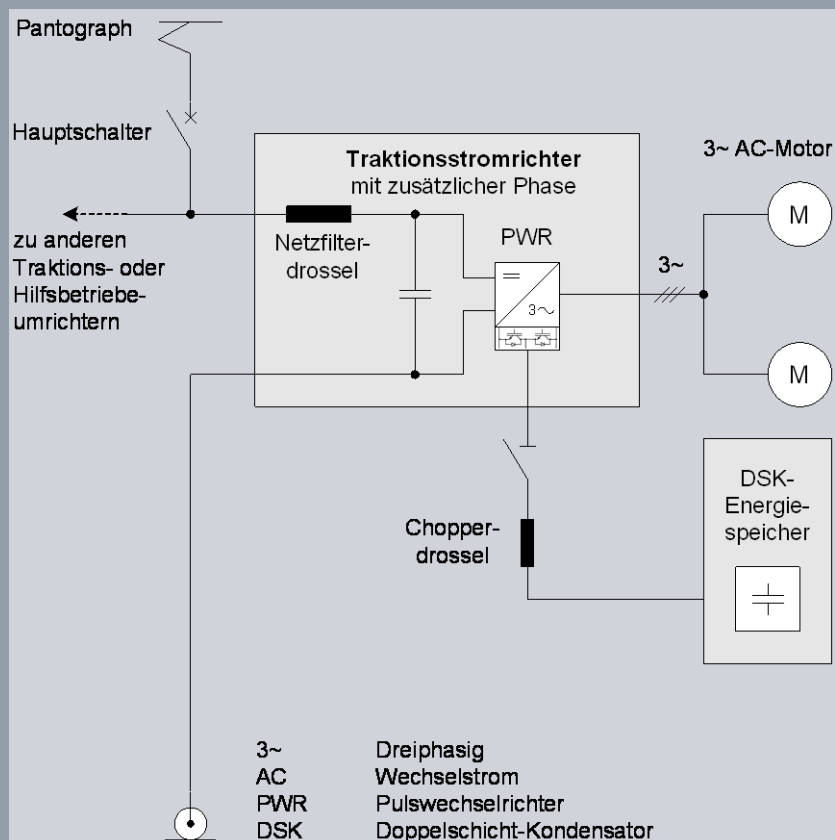 Pantograph
Hauptschalter
Traktionsstromrichter
mit zusätzlicher Phase
3~ AC-Motor
M
zu anderen
Traktions- oder
Hilfsbetriebe-
umrichtern
Netzfilter-
drossel
PWR
3~
3~
M
Chopper-
drossel
DSK-
Energie-
speicher
3~ Dreiphasig
AC Wechselstrom
PWR Pulswechselrichter
DSK Doppelschicht-Kondensator